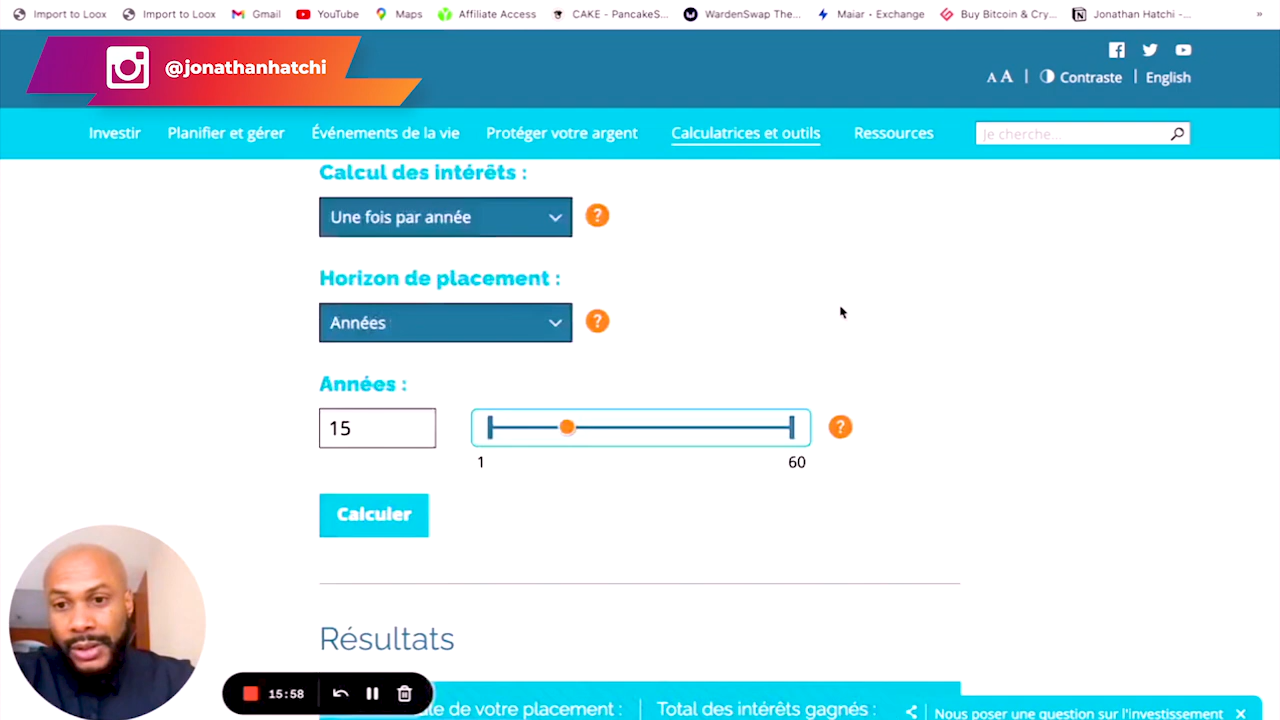 Import to Loox
Import to Loox
Gmail
YouTube
Maps
Affiliate Access
CAKE - PancakeS...
WardenSwap The...
Maiar • Exchange
Buy Bitcoin & Cry...
Jonathan Hatchi -...
»
@jonathanhatchi
A A | Contraste | English
Investir
Planifier et gérer
Événements de la vie
Protéger votre argent
Calculatrices et outils
Ressources
Je cherche...
Calcul des intérêts :
Une fois par année
?
Horizon de placement :
Années
?
Années :
15
?
1
60
Calculer
Résultats
15:58
de votre placement :
Total des intérêts gagnés :
Nous poser une question sur l'investissement